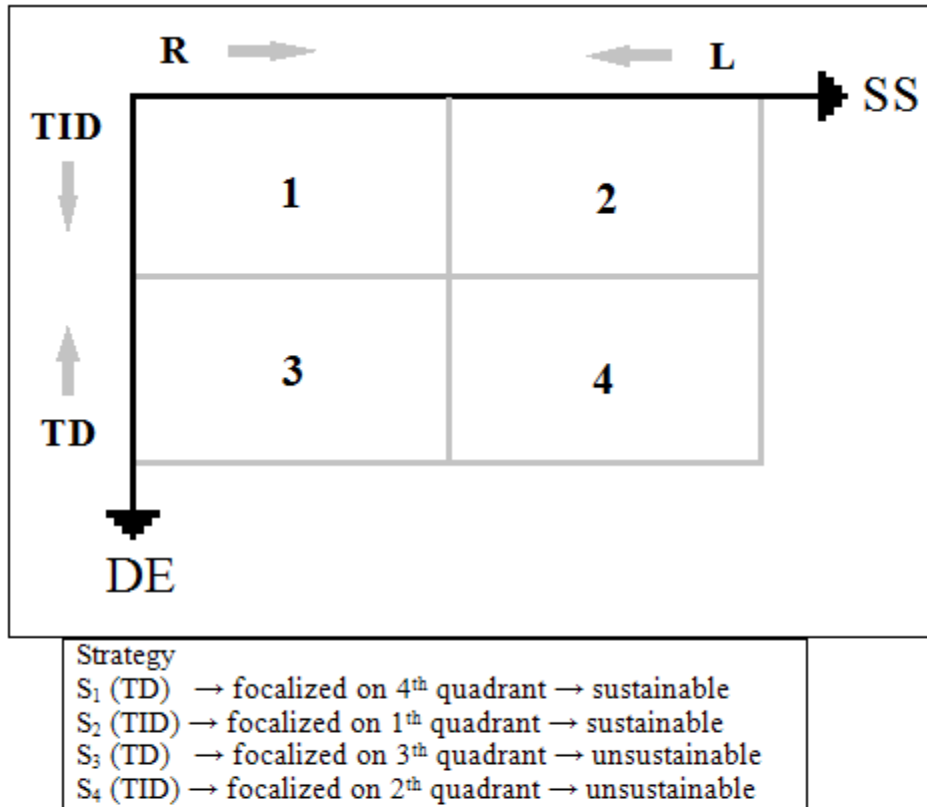 R L
SS
TID
1 2
3 4
TD
DE
Strategy
S₁ (TD) → focalized on 4ᵗʰ quadrant → sustainable
S₂ (TID) → focalized on 1ᵗʰ quadrant → sustainable
S₃ (TD) → focalized on 3ᵗʰ quadrant → unsustainable
S₄ (TID) → focalized on 2ᵗʰ quadrant → unsustainable